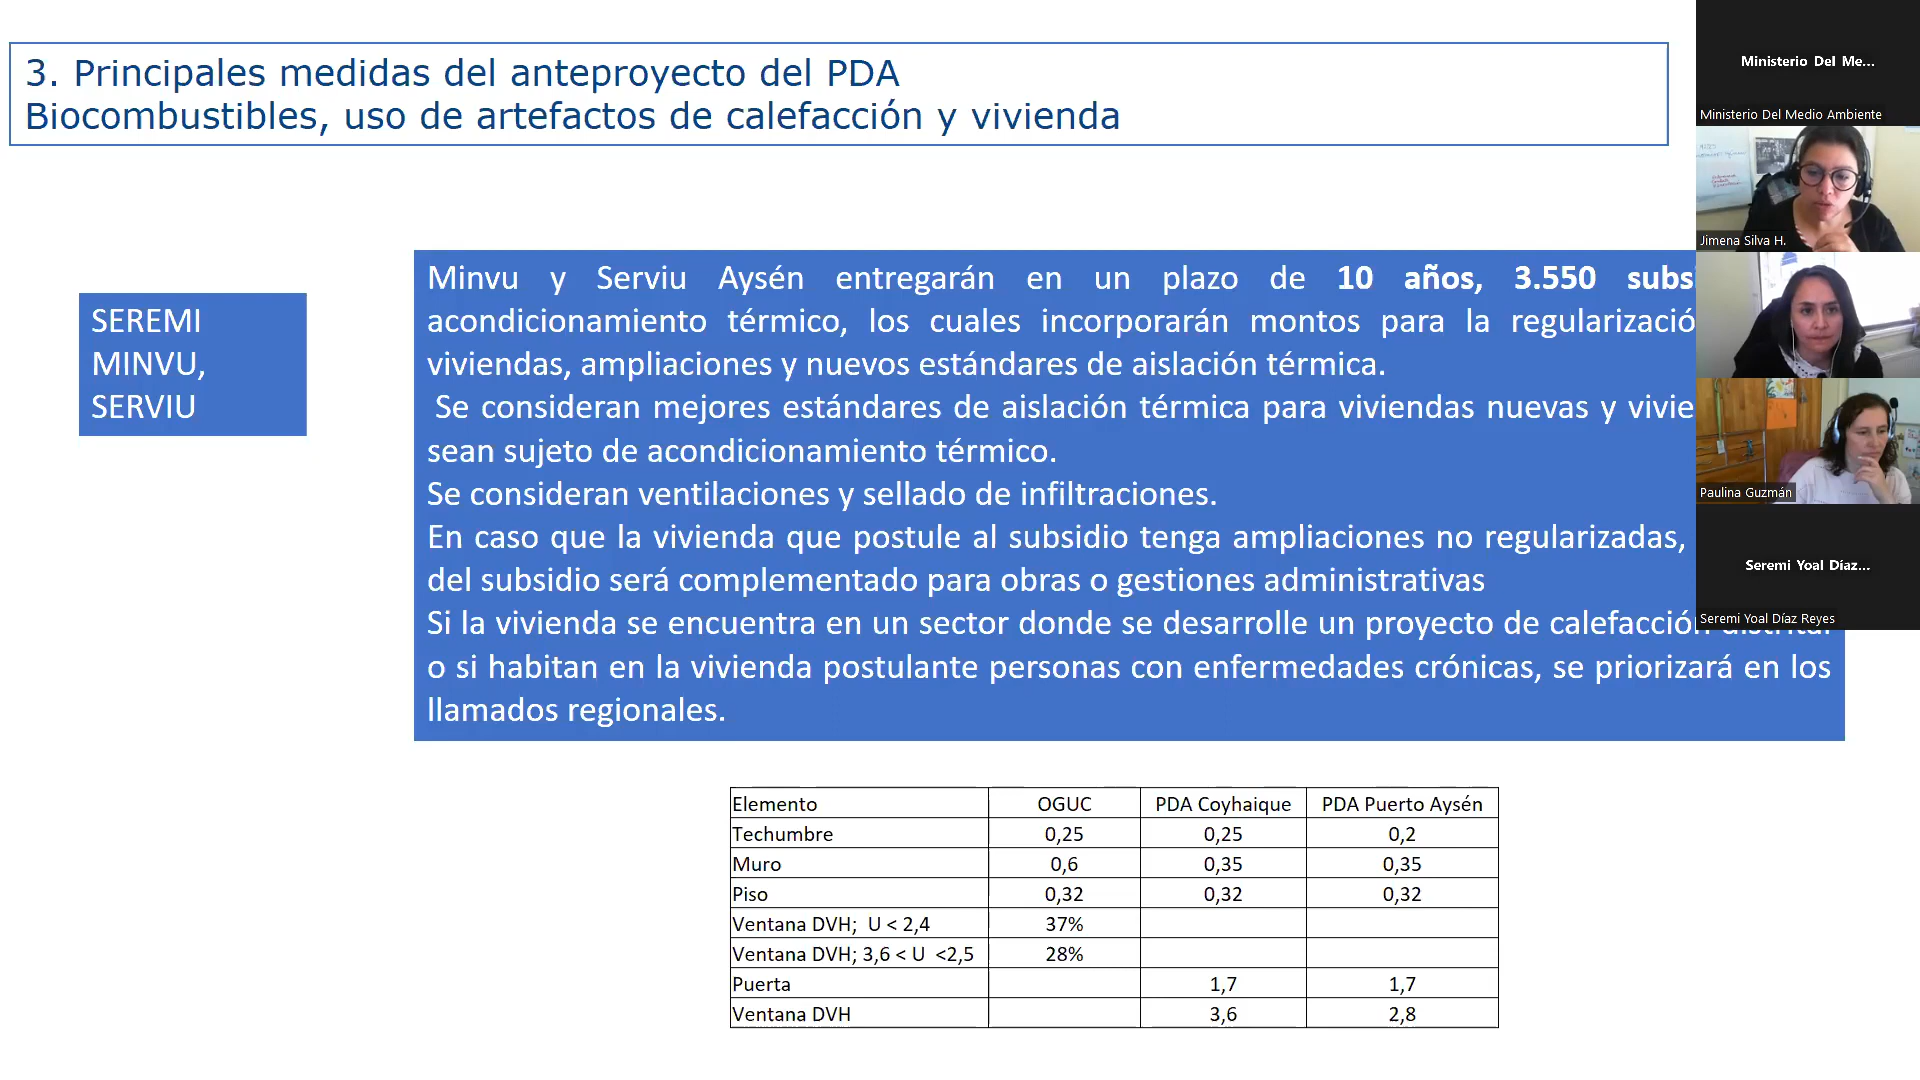 3. Principales medidas del anteproyecto del PDA
Biocombustibles, uso de artefactos de calefacción y vivienda
SEREMI
MINVU,
SERVIU
Minvu y Serviu Aysén entregarán en un plazo de 10 años, 3.550
acondicionamiento térmico, los cuales incorporarán montos para la
viviendas, ampliaciones y nuevos estándares de aislación térmica.
Se consideran mejores estándares de aislación térmica para viviendas nuevas y
sean sujeto de acondicionamiento térmico.
Se consideran ventilaciones y sellado de infiltraciones.
En caso que la vivienda que postule al subsidio tenga ampliaciones no regularizadas,
del subsidio será complementado para obras o gestiones administrativas
Si la vivienda se encuentra en un sector donde se desarrolle un proyecto de calefacción
o si habitan en la vivienda postulante personas con enfermedades crónicas, se priorizará en los
llamados regionales.
Elemento OGUC PDA Coyhaique PDA Puerto Aysén
Techumbre 0,25 0,25 0,2
Muro 0,6 0,35 0,35
Piso 0,32 0,32 0,32
Ventana DVH; U < 2,4 37%
Ventana DVH; 3,6 < U <2,5 28%
Puerta 1,7 1,7
Ventana DVH 3,6 2,8
Ministerio Del Me...
Ministerio Del Medio Ambiente
Jimena Silva H.
Paulina Guzmán
Seremi Yoal Díaz...
Seremi Yoal Díaz Reyes